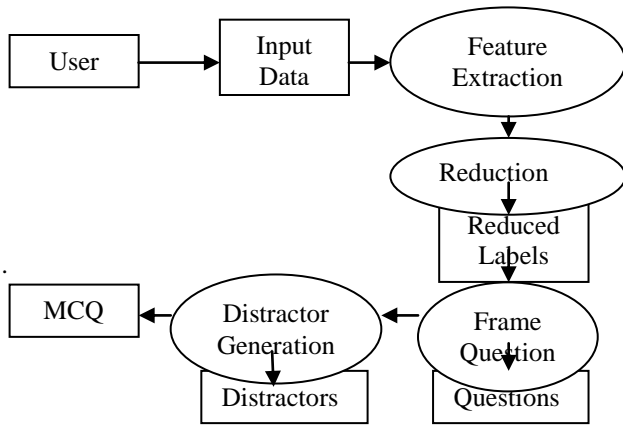 User
Input
Data
Feature
Extraction
Reduction
Reduced
Labels
.
MCQ
Distractor
Generation
Frame
Question
Distractors
Questions